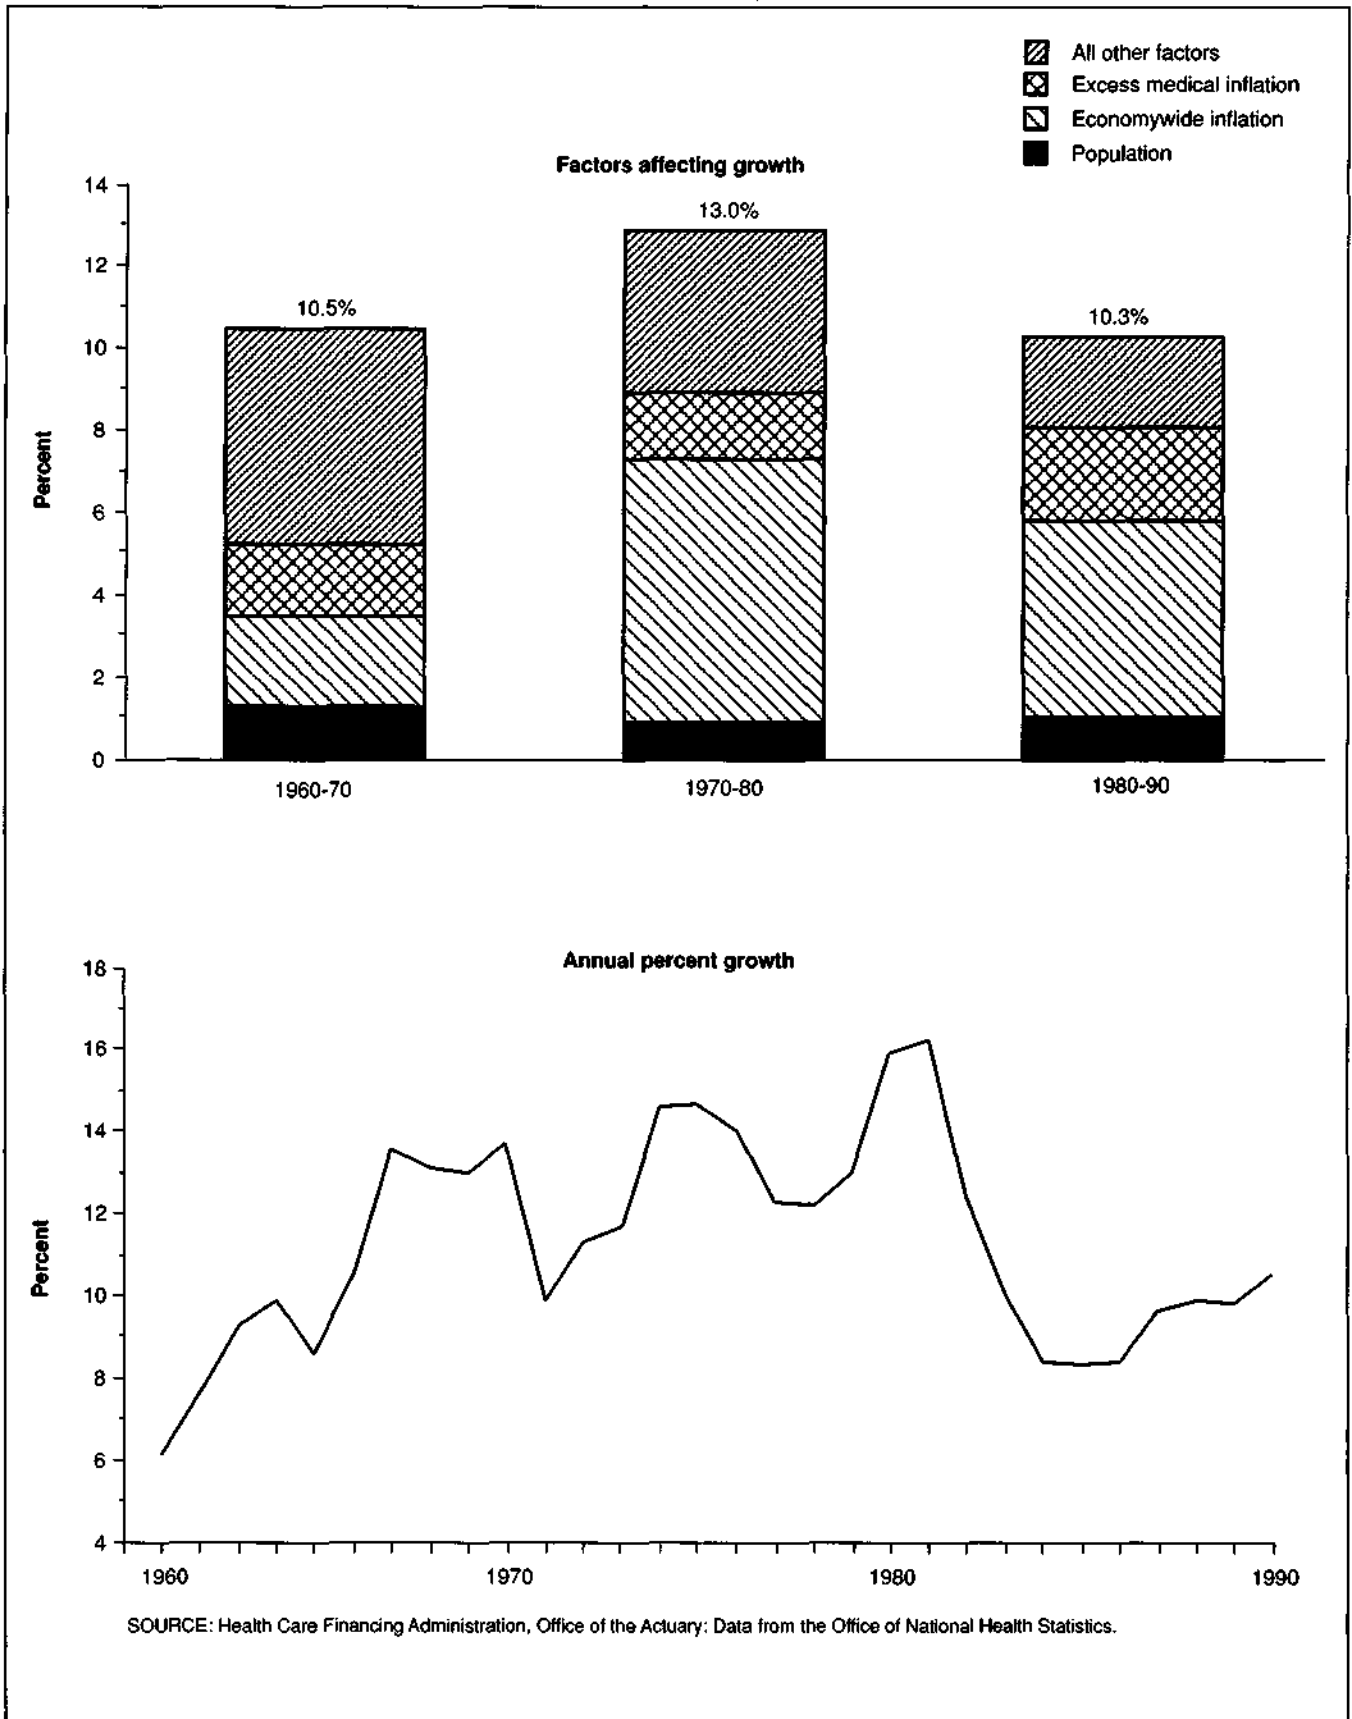 All other factors
Excess medical inflation
Economywide inflation
Population
Factors affecting growth
14
12
10
8
6
4
2
0
Percent
10.5%
13.0%
10.3%
1960-70
1970-80
1980-90
Annual percent growth
18
16
14
12
10
8
6
4
Percent
1960
1970
1980
1990
SOURCE: Health Care Financing Administration, Office of the Actuary: Data from the Office of National Health Statistics.